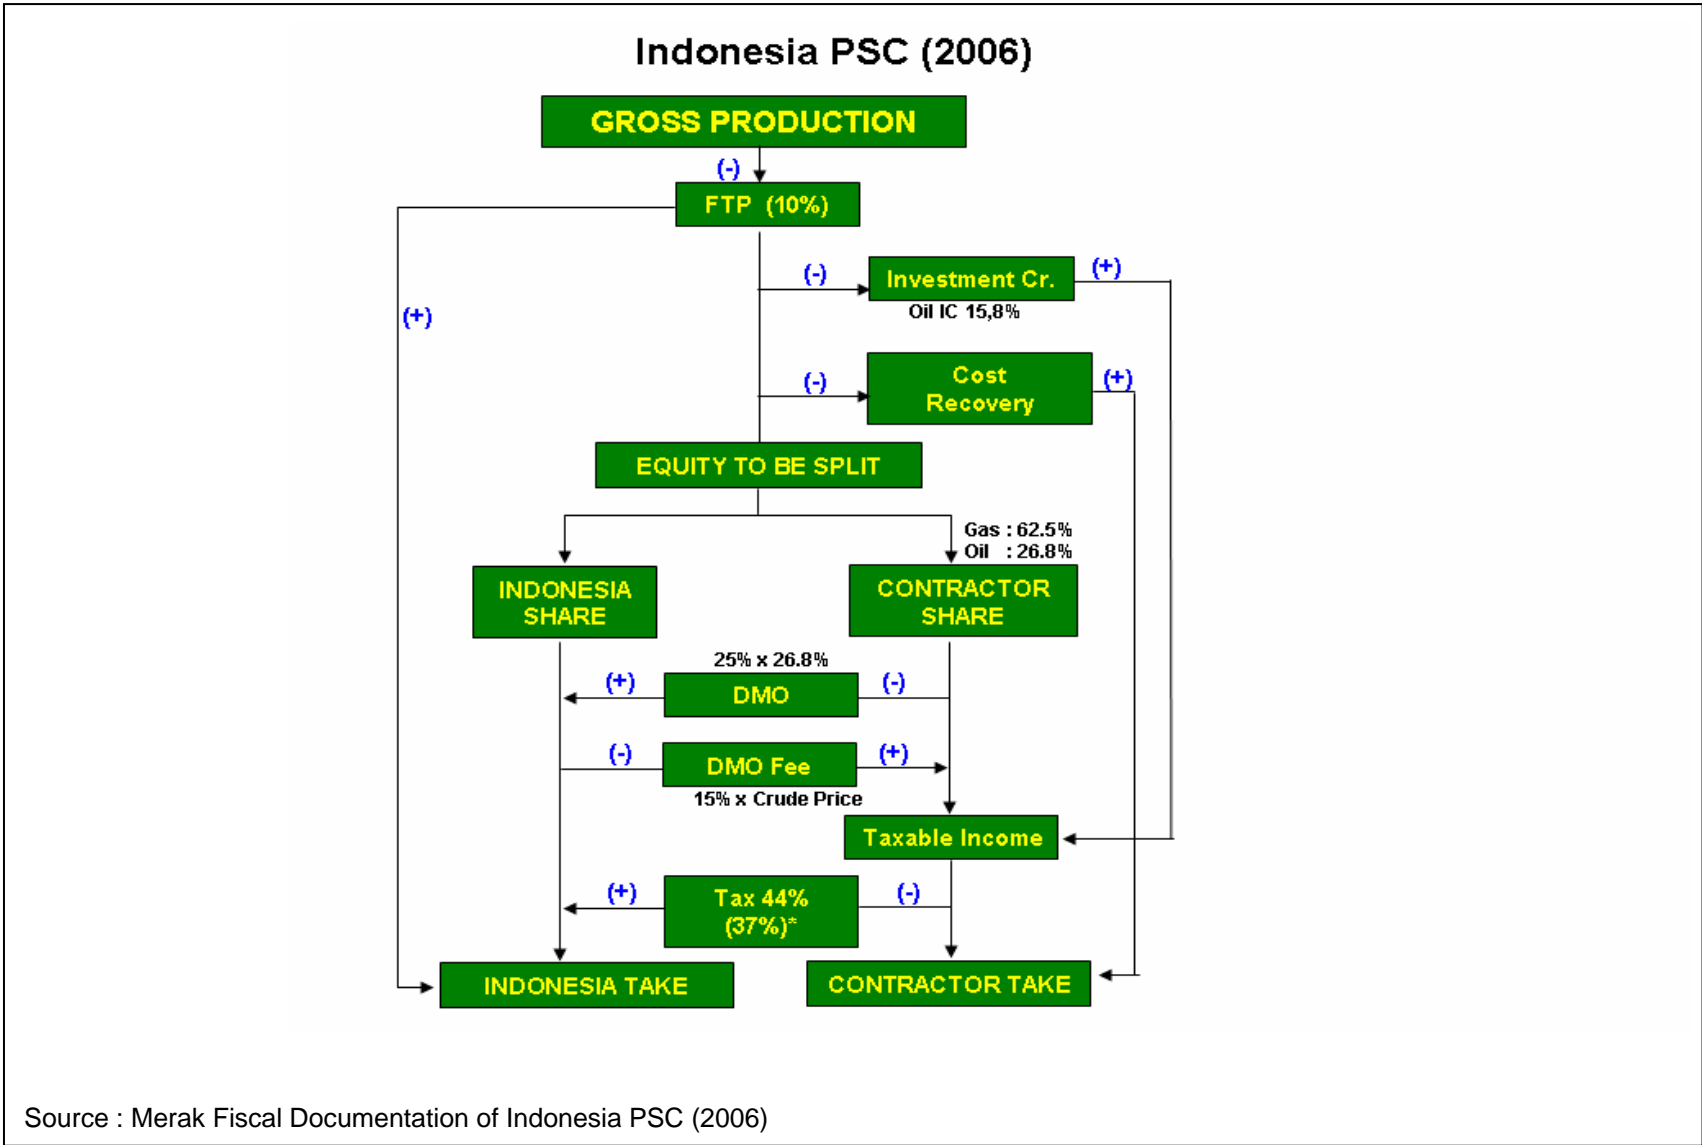 Indonesia PSC (2006)
GROSS PRODUCTION
(-)
FTP (10%)
(-)
Investment Cr.
(+)
Oil IC 15,8%
(+)
(-)
Cost
Recovery
(+)
EQUITY TO BE SPLIT
Gas : 62.5%
Oil : 26.8%
INDONESIA
SHARE
CONTRACTOR
SHARE
25% x 26.8%
(+)
DMO
(-)
(-)
DMO Fee
(+)
15% x Crude Price
Taxable Income
(+)
Tax 44%
(37%)*
(-)
INDONESIA TAKE
CONTRACTOR TAKE
Source : Merak Fiscal Documentation of Indonesia PSC (2006)